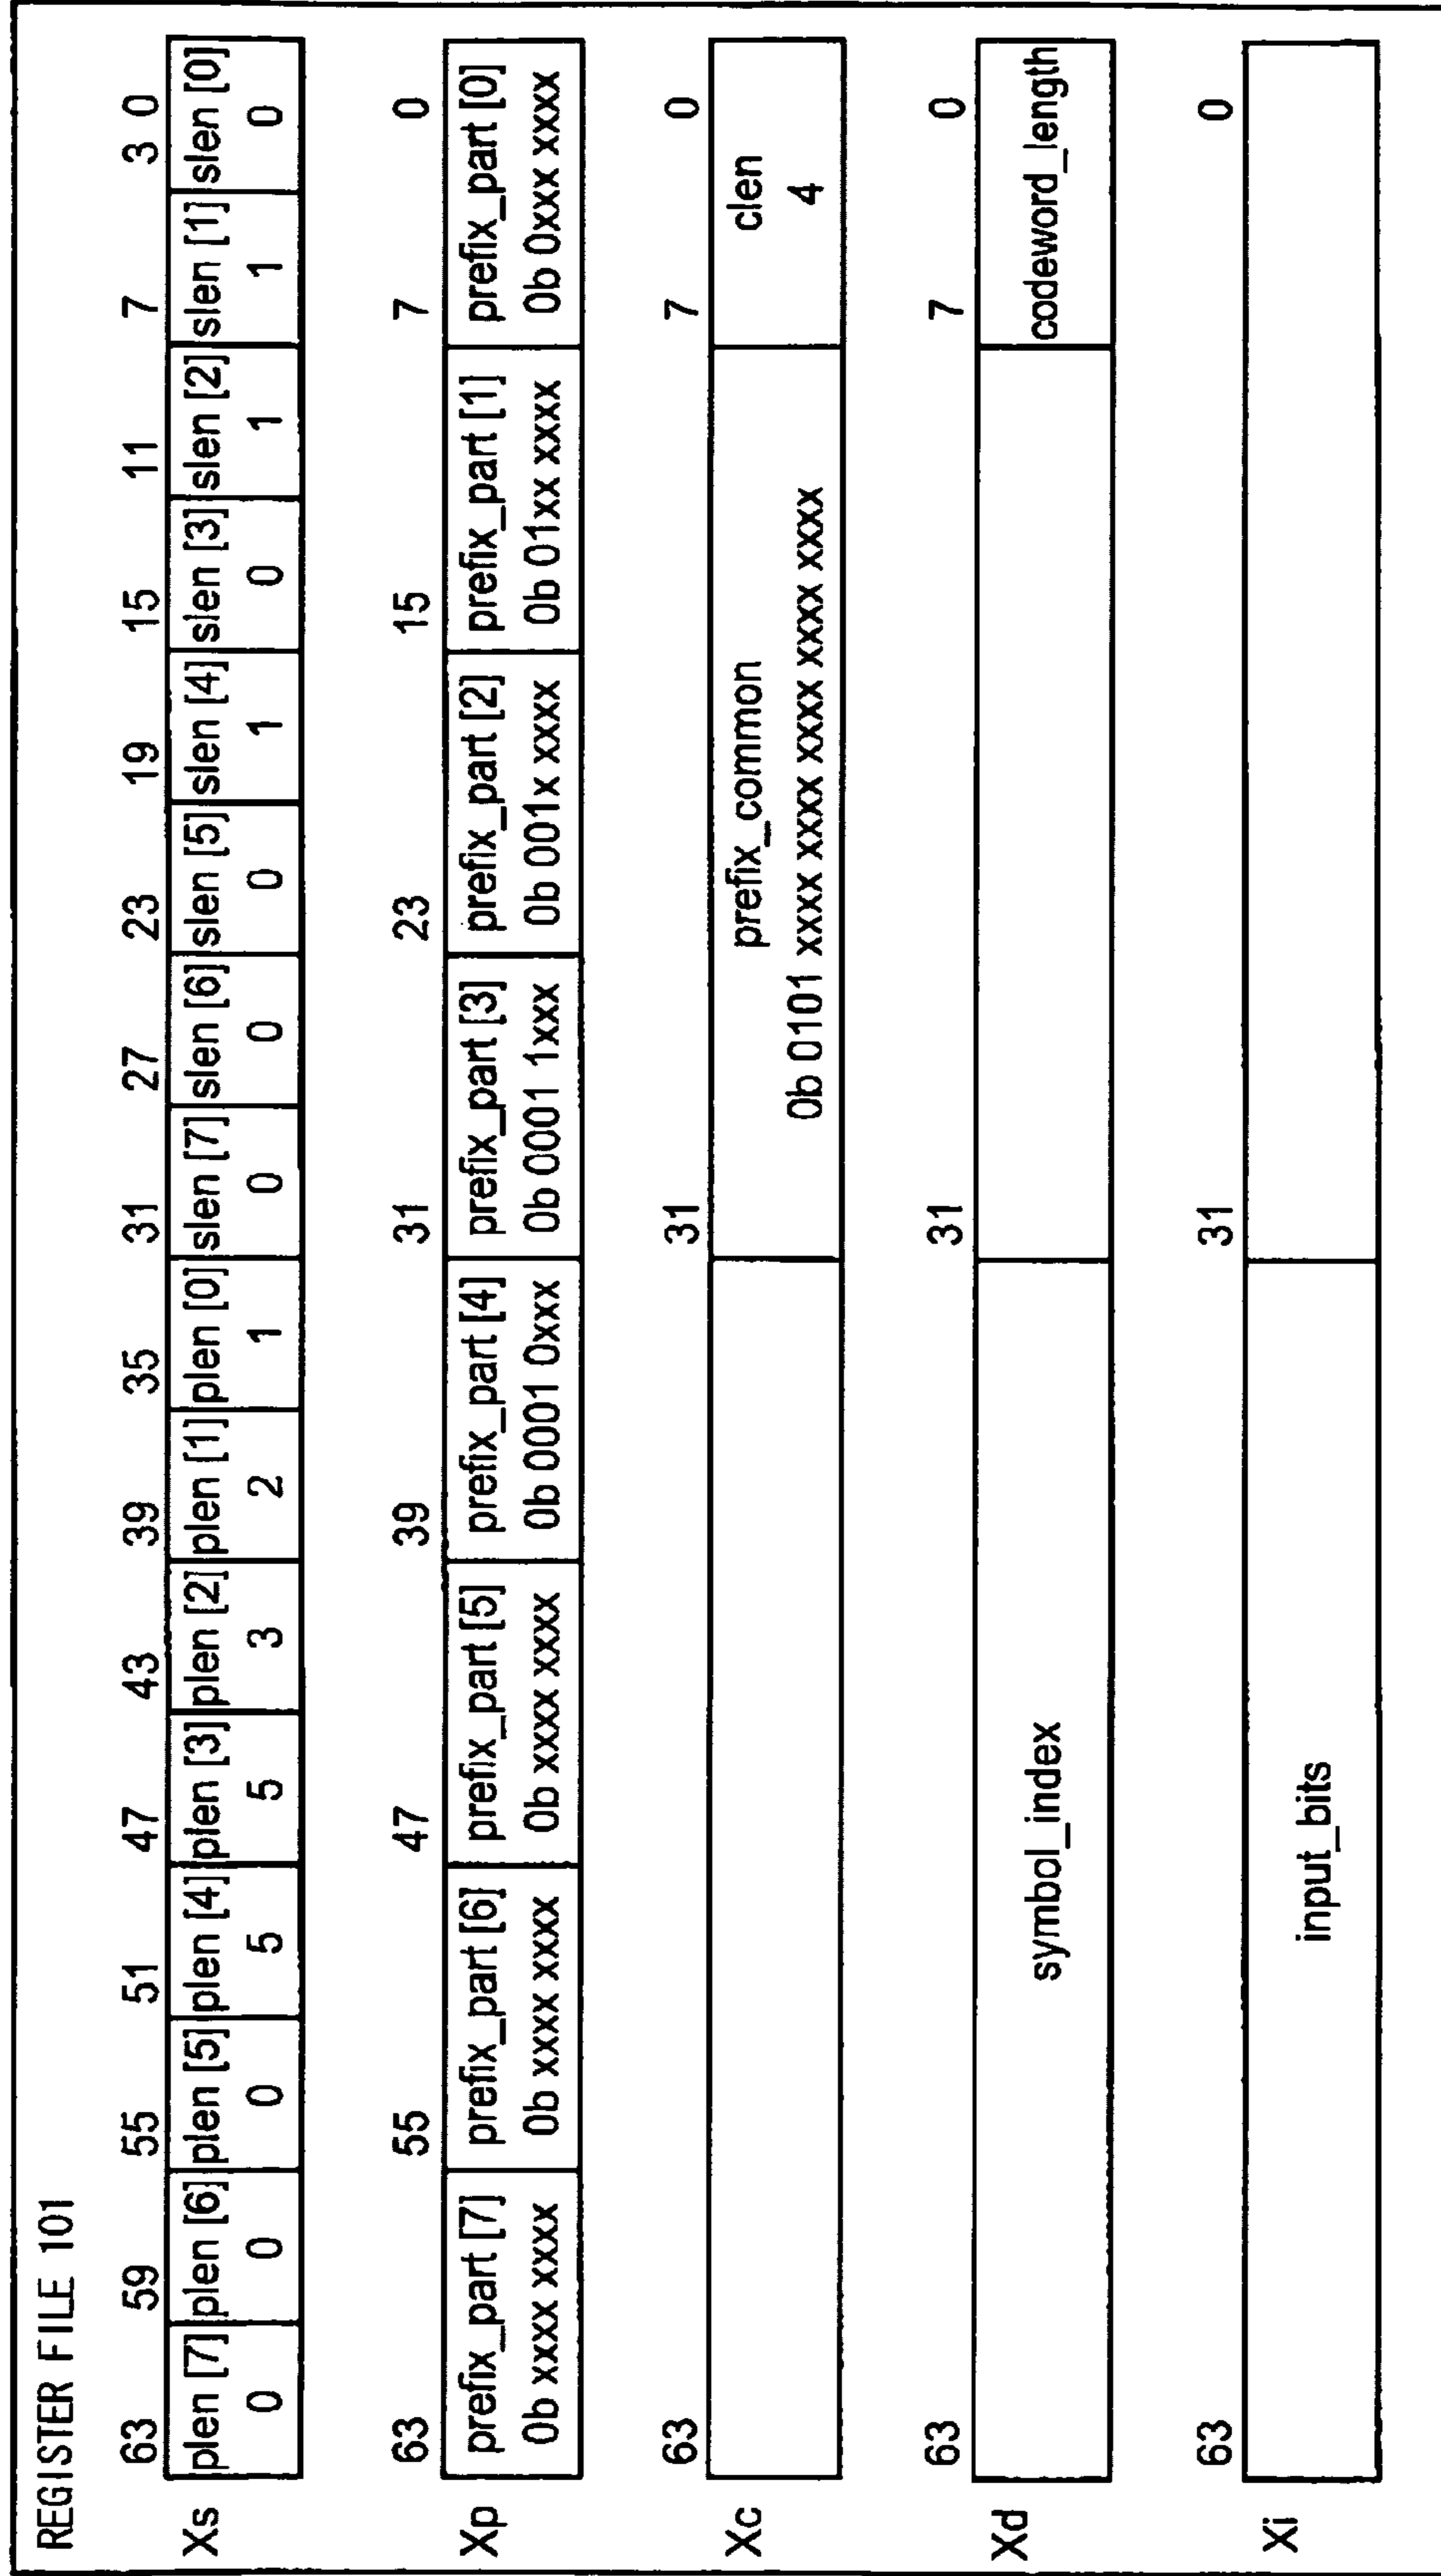 REGISTER FILE 101
63 59 55 51 47 43 39 35 31 27 23 19 15 11 7 3 0
Xs
plen [7] plen [6] plen [5] plen [4] plen [3] plen [2] plen [1] plen [0] slen [7] slen [6] slen [5] slen [4] slen [3] slen [2] slen [1] slen [0]
0 0 0 5 5 3 2 1 0 0 0 1 0 1 1 0
63 55 47 39 31 23 15 7 0
Xp
prefix_part [7] prefix_part [6] prefix_part [5] prefix_part [4] prefix_part [3] prefix_part [2] prefix_part [1] prefix_part [0]
0b xxxx xxxx 0b xxxx xxxx 0b xxxx xxxx 0b 0001 0xxx 0b 0001 1xxx 0b 001x xxxx 0b 01xx xxxx 0b 0xxx xxxx
63 31 7 0
Xc
prefix_common clen
0b 0101 xxxx xxxx xxxx xxxx xxxx 4
63 31 7 0
Xd
symbol_index codeword_length
63 31 0
Xi
input_bits